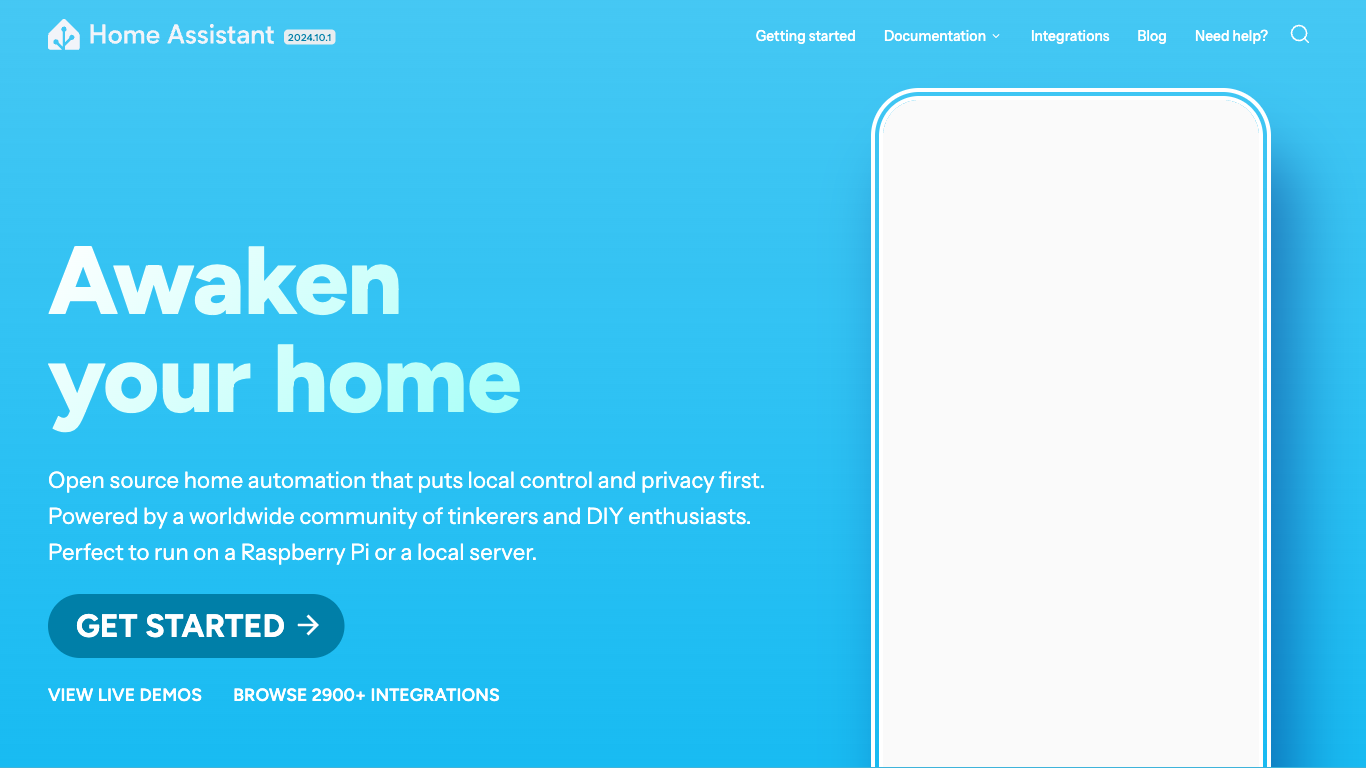 Home Assistant 2024.10.1
Getting started Documentation Integrations Blog Need help?
Awaken
your home
Open source home automation that puts local control and privacy first.
Powered by a worldwide community of tinkerers and DIY enthusiasts.
Perfect to run on a Raspberry Pi or a local server.
GET STARTED →
VIEW LIVE DEMOS BROWSE 2900+ INTEGRATIONS